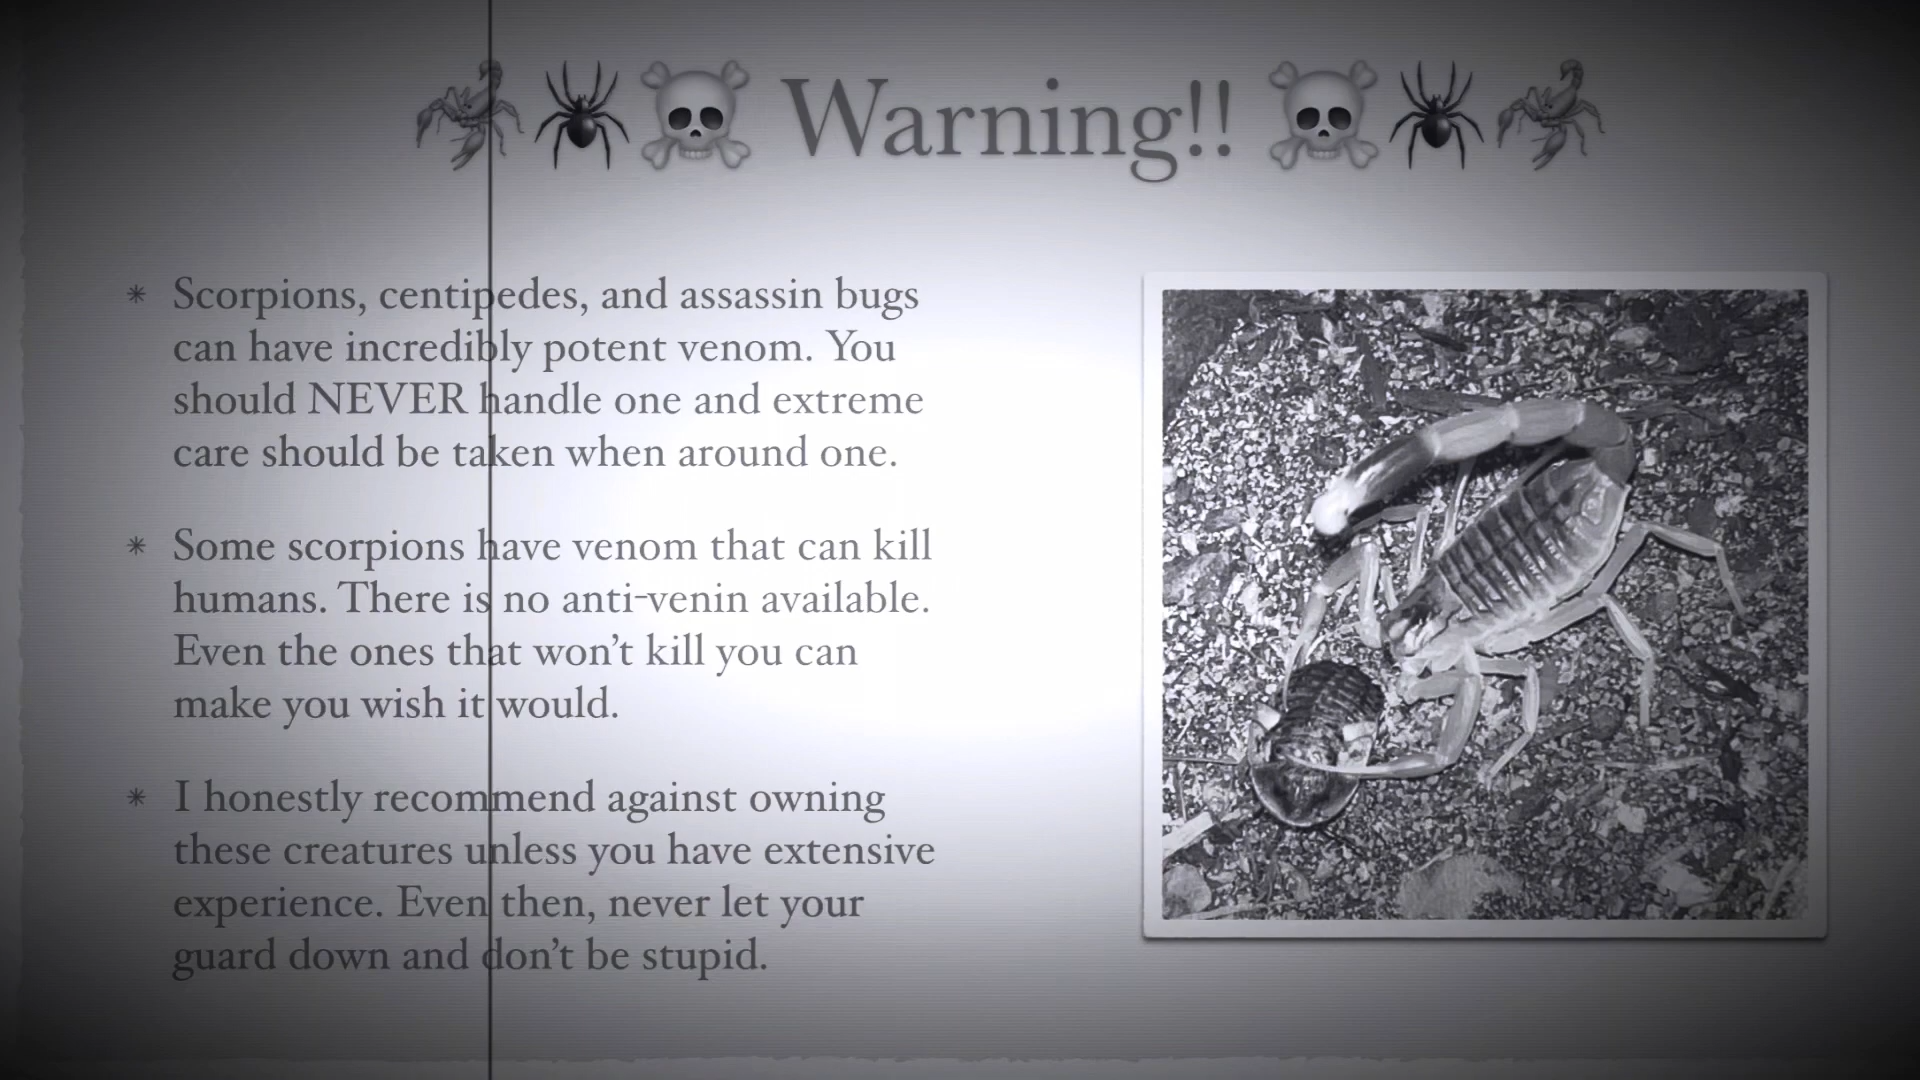 🦂🕷☠ Warning!! ☠🕷🦂
* Scorpions, centipedes, and assassin bugs
can have incredibly potent venom. You
should NEVER handle one and extreme
care should be taken when around one.
* Some scorpions have venom that can kill
humans. There is no anti-venin available.
Even the ones that won’t kill you can
make you wish it would.
* I honestly recommend against owning
these creatures unless you have extensive
experience. Even then, never let your
guard down and don’t be stupid.